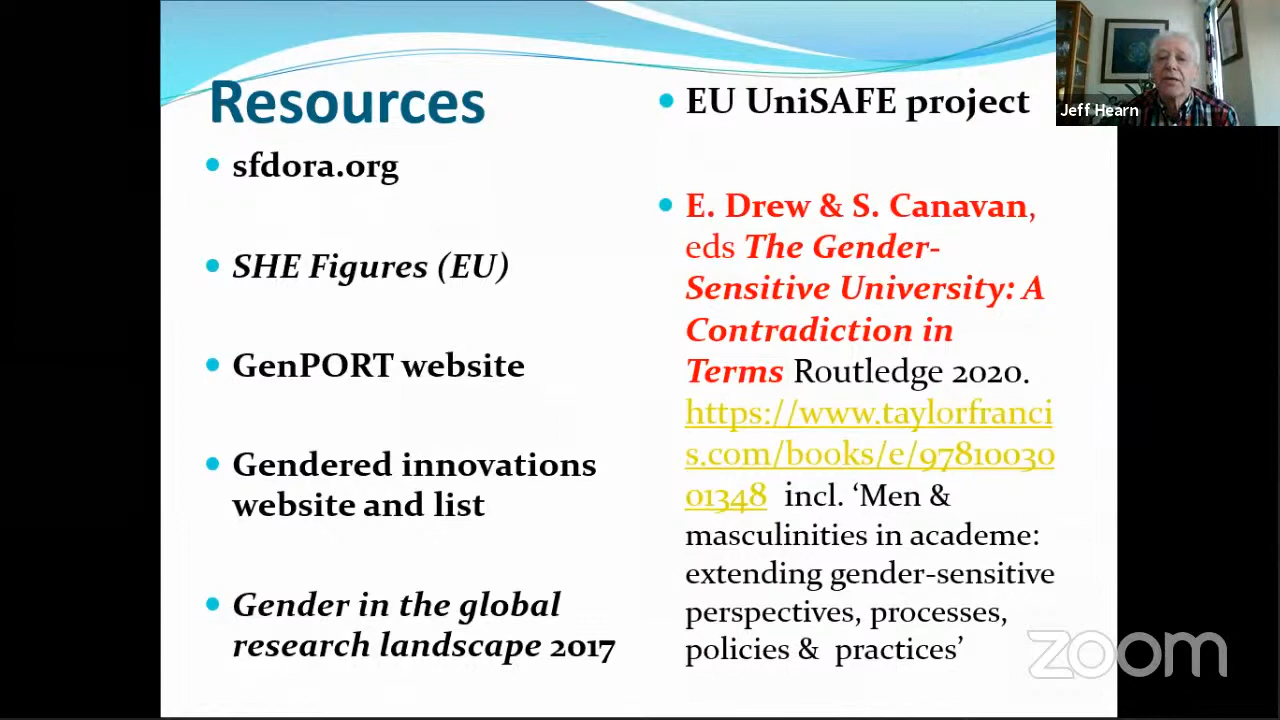 Resources
• sfdora.org
• SHE Figures (EU)
• GenPORT website
• Gendered innovations
website and list
• Gender in the global
research landscape 2017
• EU UniSAFE project
• E. Drew & S. Canavan,
eds The Gender-
Sensitive University: A
Contradiction in
Terms Routledge 2020.
https://www.taylorfranci
s.com/books/e/97810030
01348 incl. ‘Men &
masculinities in academe:
extending gender-sensitive
perspectives, processes,
policies & practices’
Jeff Hearn
zoom